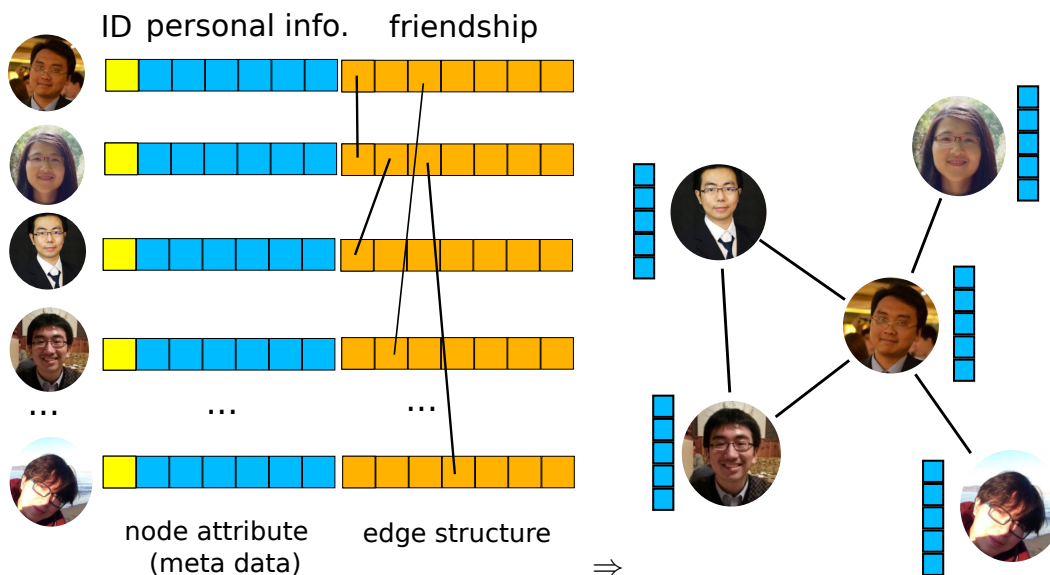 ID personal info. friendship
... ... ...
node attribute edge structure
(meta data)
⇒